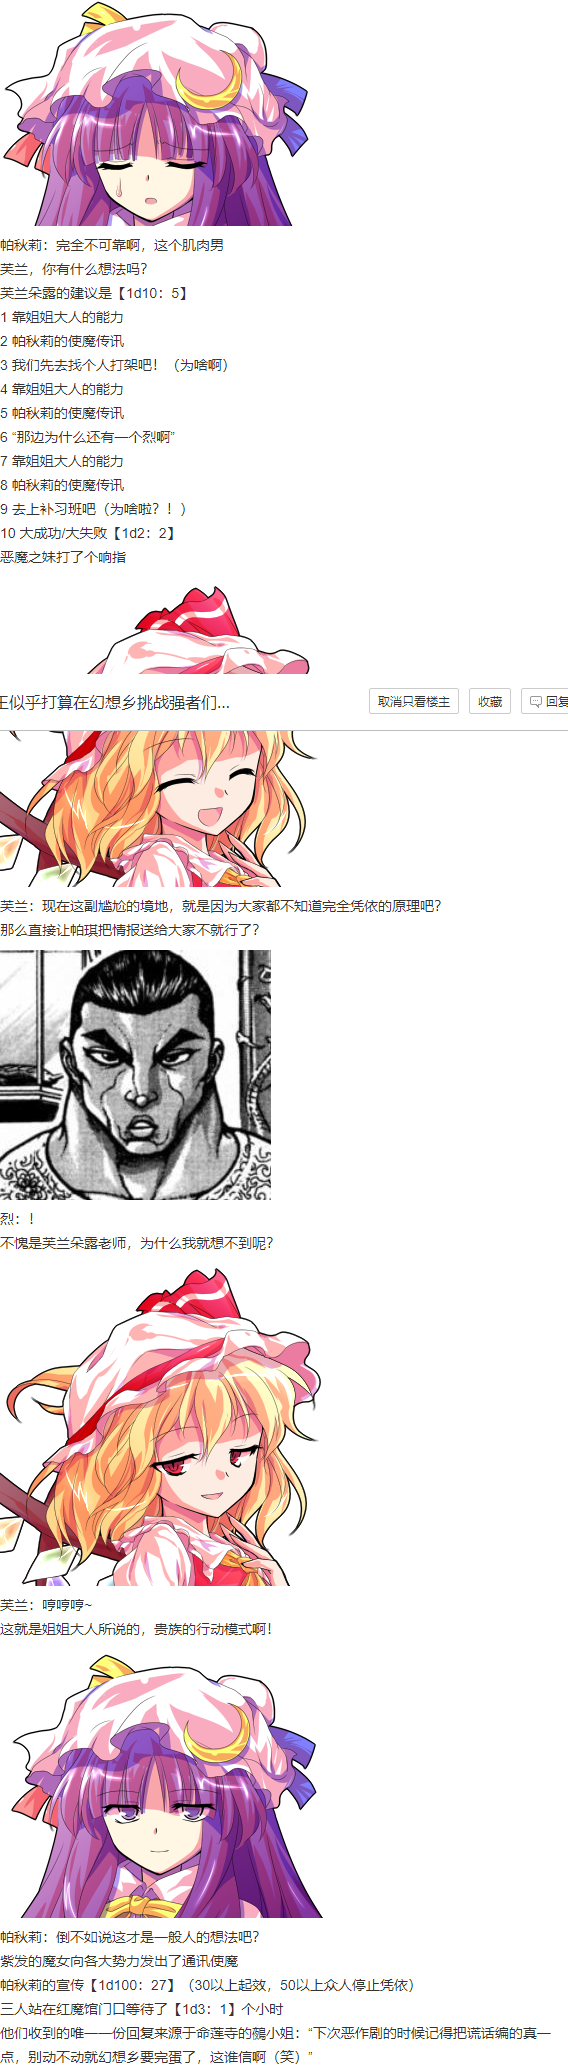 帕秋莉：完全不可靠啊，这个肌肉男
芙兰，你有什么想法吗？
芙兰朵露的建议是【1d10：5】
1 靠姐姐大人的能力
2 帕秋莉的使魔传讯
3 我们先去找个人打架吧！（为啥啊）
4 靠姐姐大人的能力
5 帕秋莉的使魔传讯
6 “那边为什么还有一个烈啊”
7 靠姐姐大人的能力
8 帕秋莉的使魔传讯
9 去上补习班吧（为啥啦？！）
10 大成功/大失败【1d2：2】
恶魔之妹打了个响指
似乎打算在幻想乡挑战强者们...
取消只看楼主
收藏
回复
芙兰：现在这副尴尬的境地，就是因为大家都不知道完全凭依的原理吧？
那么直接让帕琪把情报送给大家不就行了？
烈：！
不愧是芙兰朵露老师，为什么我就想不到呢？
芙兰：哼哼哼~
这就是姐姐大人所说的，贵族的行动模式啊！
帕秋莉：倒不如说这才是一般人的想法吧？
紫发的魔女向各大势力发出了通讯使魔
帕秋莉的宣传【1d100：27】（30以上起效，50以上众人停止凭依）
三人站在红魔馆门口等待了【1d3：1】个小时
他们收到的唯一一份回复来源于命莲寺的鵺小姐：“下次恶作剧的时候记得把谎话编的真一
点，别动不动就幻想乡要完蛋了，这谁信啊（笑）”